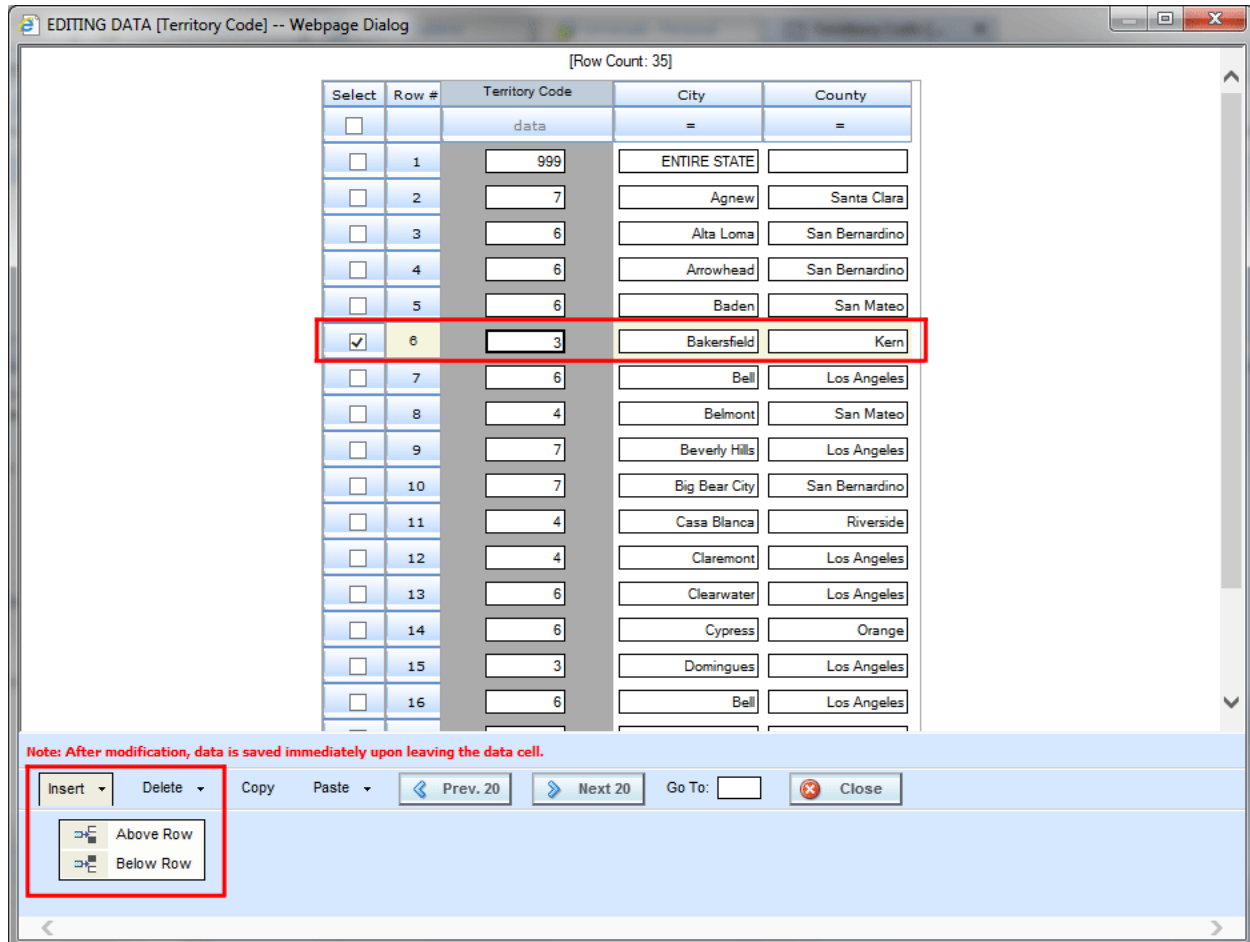 EDITING DATA [Territory Code] -- Webpage Dialog
[Row Count: 35]
Select Row # Territory Code City County
data = =
1 999 ENTIRE STATE
2 7 Agnew Santa Clara
3 6 Alta Loma San Bernardino
4 6 Arrowhead San Bernardino
5 6 Baden San Mateo
6 3 Bakersfield Kern
7 6 Bell Los Angeles
8 4 Belmont San Mateo
9 7 Beverly Hills Los Angeles
10 7 Big Bear City San Bernardino
11 4 Casa Blanca Riverside
12 4 Claremont Los Angeles
13 6 Clearwater Los Angeles
14 6 Cypress Orange
15 3 Domingues Los Angeles
16 6 Bell Los Angeles
Note: After modification, data is saved immediately upon leaving the data cell.
Insert Delete Copy Paste Prev. 20 Next 20 Go To: Close
Above Row
Below Row